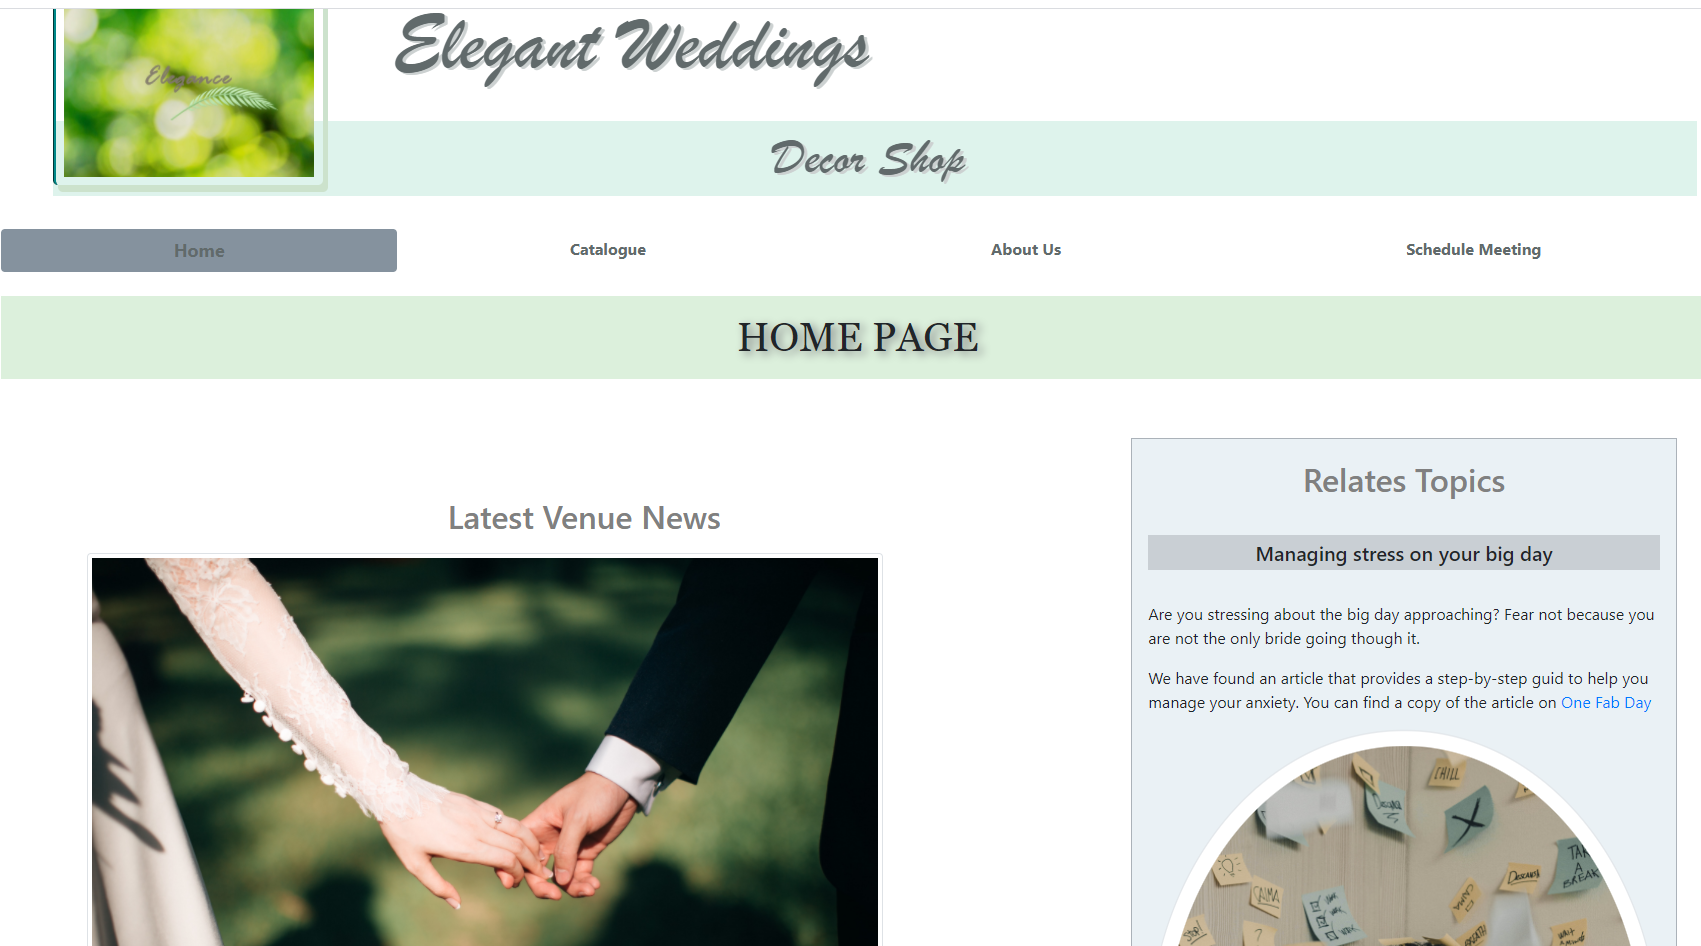 Elegance
Elegant Weddings
Decor Shop
Home
Catalogue
About Us
Schedule Meeting
HOME PAGE
Latest Venue News
Relates Topics
Managing stress on your big day
Are you stressing about the big day approaching? Fear not because you
are not the only bride going though it.
We have found an article that provides a step-by-step guid to help you
manage your anxiety. You can find a copy of the article on One Fab Day
CHILL
TAKE
A
BREAK
CALMA
?